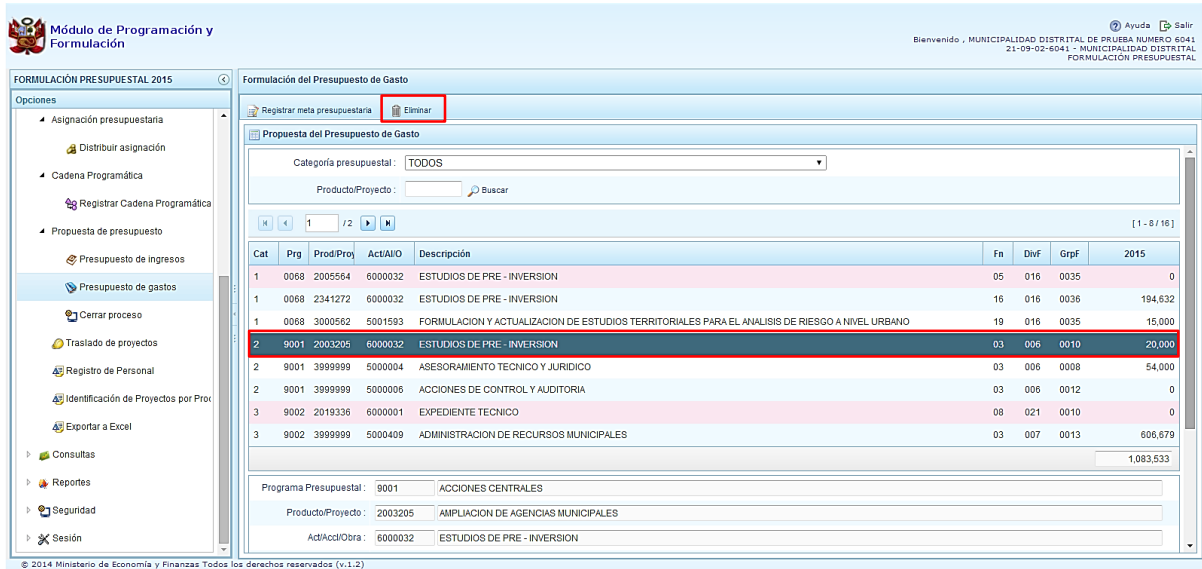 Módulo de Programación y
Formulación
Ayuda Salir
Bienvenido , MUNICIPALIDAD DISTRITAL DE PRUEBA NUMERO 6041
21-09-02-6041 - MUNICIPALIDAD DISTRITAL
FORMULACIÓN PRESUPUESTAL
FORMULACIÓN PRESUPUESTAL 2015
Opciones
Asignación presupuestaria
Distribuir asignación
Cadena Programática
Registrar Cadena Programática
Propuesta de presupuesto
Presupuesto de ingresos
Presupuesto de gastos
Cerrar proceso
Traslado de proyectos
Registro de Personal
Identificación de Proyectos por Proc
Exportar a Excel
Consultas
Reportes
Seguridad
Sesión
Formulación del Presupuesto de Gasto
Registrar meta presupuestaria Eliminar
Propuesta del Presupuesto de Gasto
Categoría presupuestal : TODOS
Producto/Proyecto : Buscar
1 / 2 [ 1 - 8 / 16 ]
Cat Prg Prod/Proy Act/AI/O Descripción Fn DivF GrpF 2015
1 0068 2005564 6000032 ESTUDIOS DE PRE - INVERSION 05 016 0035 0
1 0068 2341272 6000032 ESTUDIOS DE PRE - INVERSION 16 016 0036 194,632
1 0068 3000562 5001593 FORMULACION Y ACTUALIZACION DE ESTUDIOS TERRITORIALES PARA EL ANALISIS DE RIESGO A NIVEL URBANO 19 016 0035 15,000
2 9001 2003205 6000032 ESTUDIOS DE PRE - INVERSION 03 006 0010 20,000
2 9001 3999999 5000004 ASESORAMIENTO TECNICO Y JURIDICO 03 006 0008 54,000
2 9001 3999999 5000006 ACCIONES DE CONTROL Y AUDITORIA 03 006 0012 0
3 9002 2019336 6000001 EXPEDIENTE TECNICO 08 021 0010 0
3 9002 3999999 5000409 ADMINISTRACION DE RECURSOS MUNICIPALES 03 007 0013 606,679
1,083,533
Programa Presupuestal : 9001 ACCIONES CENTRALES
Producto/Proyecto : 2003205 AMPLIACION DE AGENCIAS MUNICIPALES
Act/Accl/Obra : 6000032 ESTUDIOS DE PRE - INVERSION
© 2014 Ministerio de Economía y Finanzas Todos los derechos reservados (v.1.2)